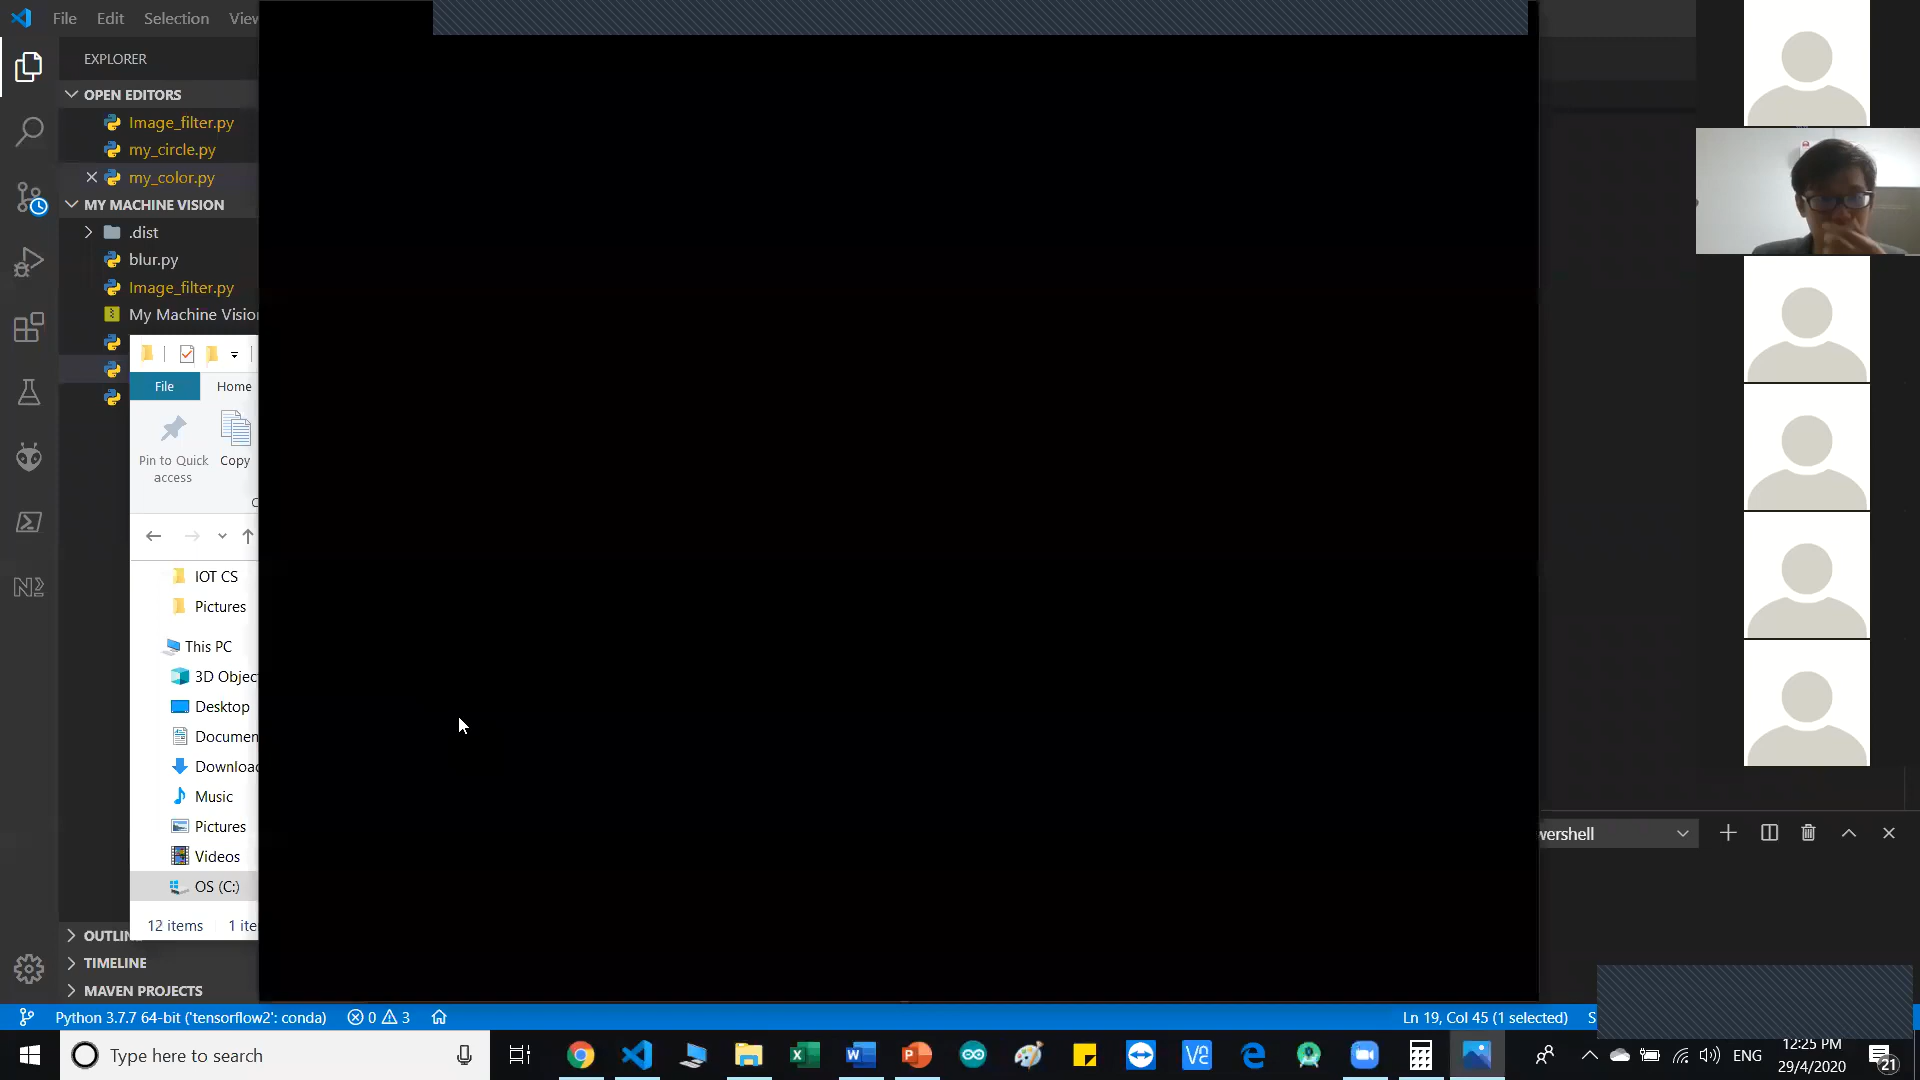 File Edit Selection View
EXPLORER
OPEN EDITORS
Image_filter.py
my_circle.py
my_color.py
MY MACHINE VISION
.dist
blur.py
Image_filter.py
My Machine Visio
File Home
Pin to Quick access
Copy
IOT CS
Pictures
This PC
3D Objec
Desktop
Documen
Downloa
Music
Pictures
Videos
OS (C:)
12 items 1 ite
OUTLIN
TIMELINE
MAVEN PROJECTS
wershell
Python 3.7.7 64-bit ('tensorflow2': conda) 0 3
Ln 19, Col 45 (1 selected) S
Type here to search
ENG
12:25 PM
29/4/2020
21